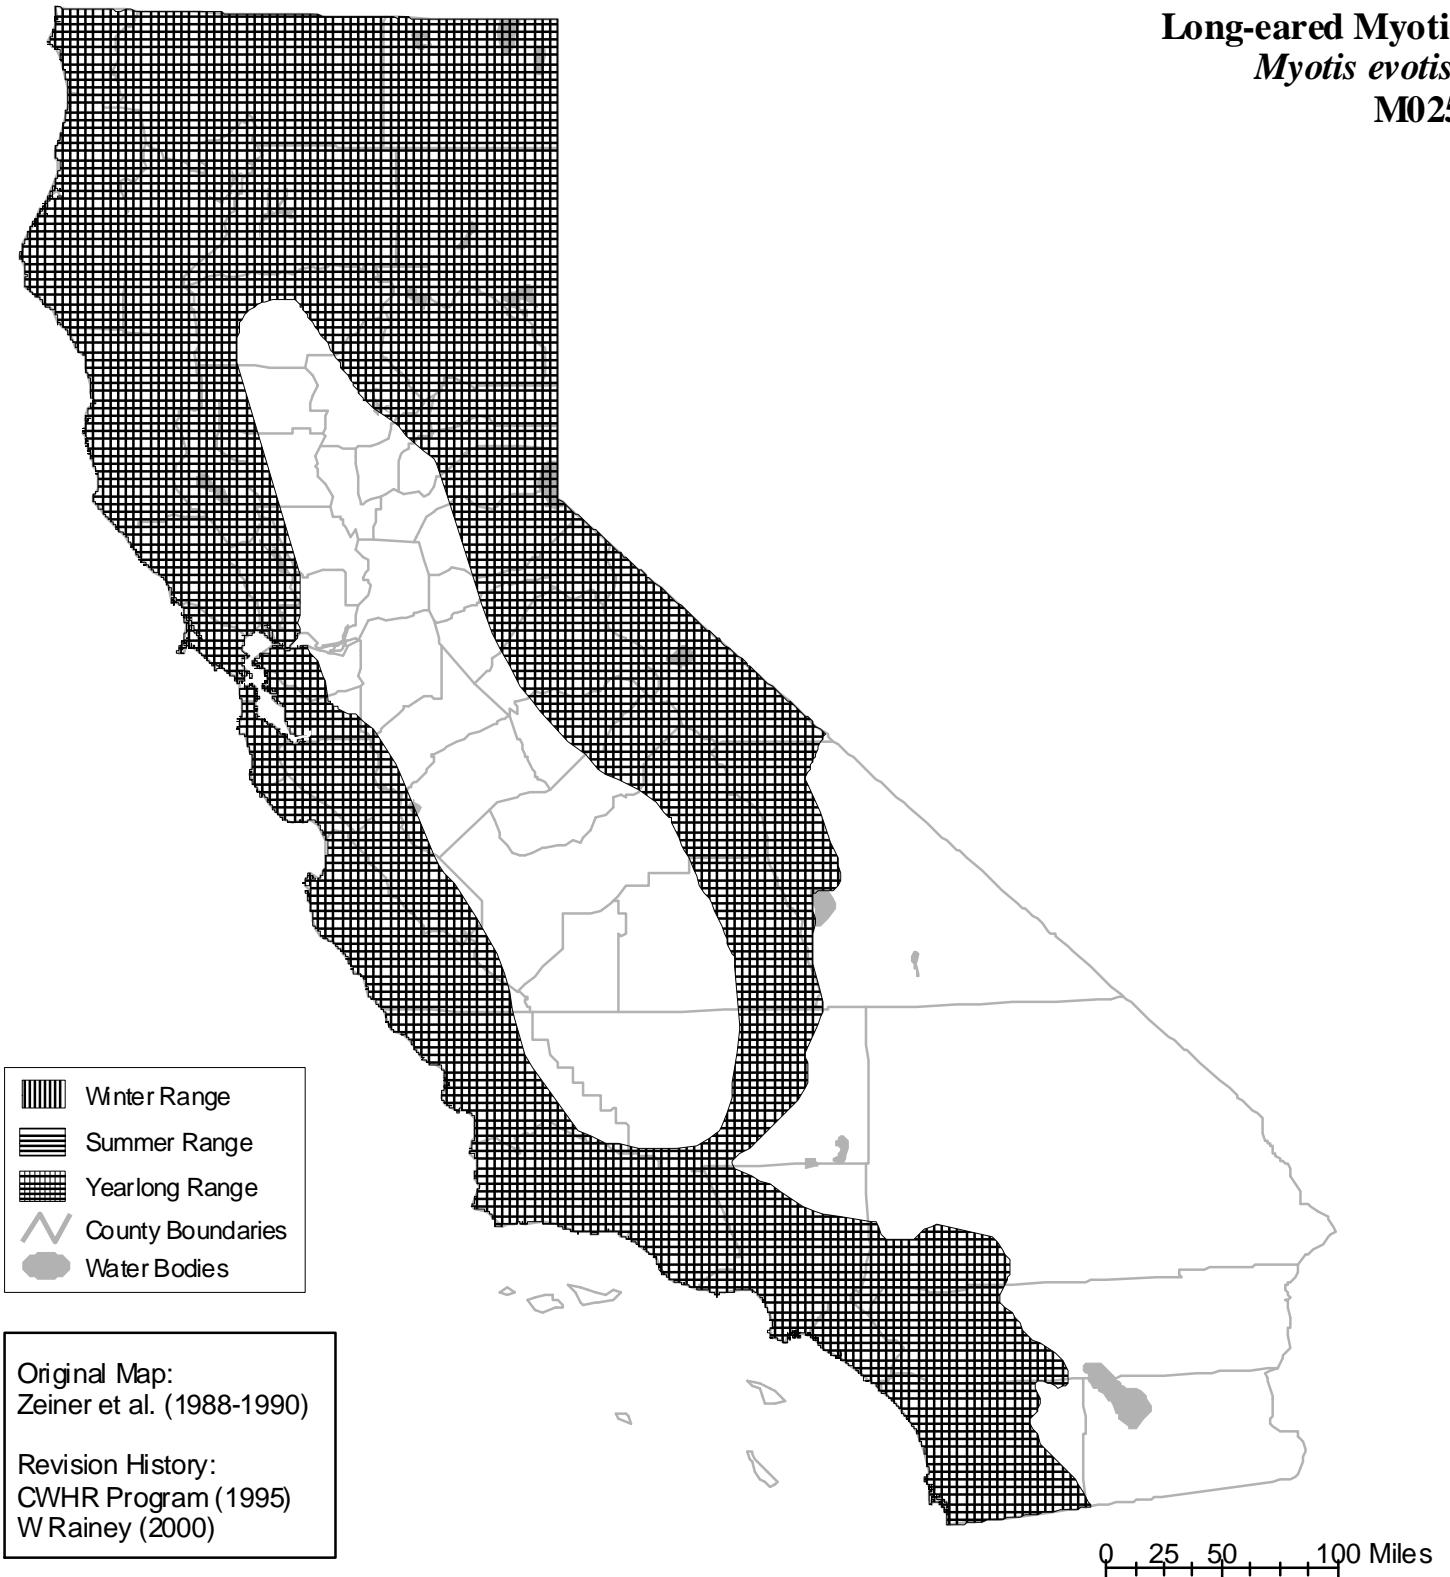 Long-eared Myoti
Myotis evotis
M025
Winter Range
Summer Range
Yearlong Range
County Boundaries
Water Bodies
Original Map:
Zeiner et al. (1988-1990)
Revision History:
CWHR Program (1995)
W Rainey (2000)
0 25 50 100 Miles